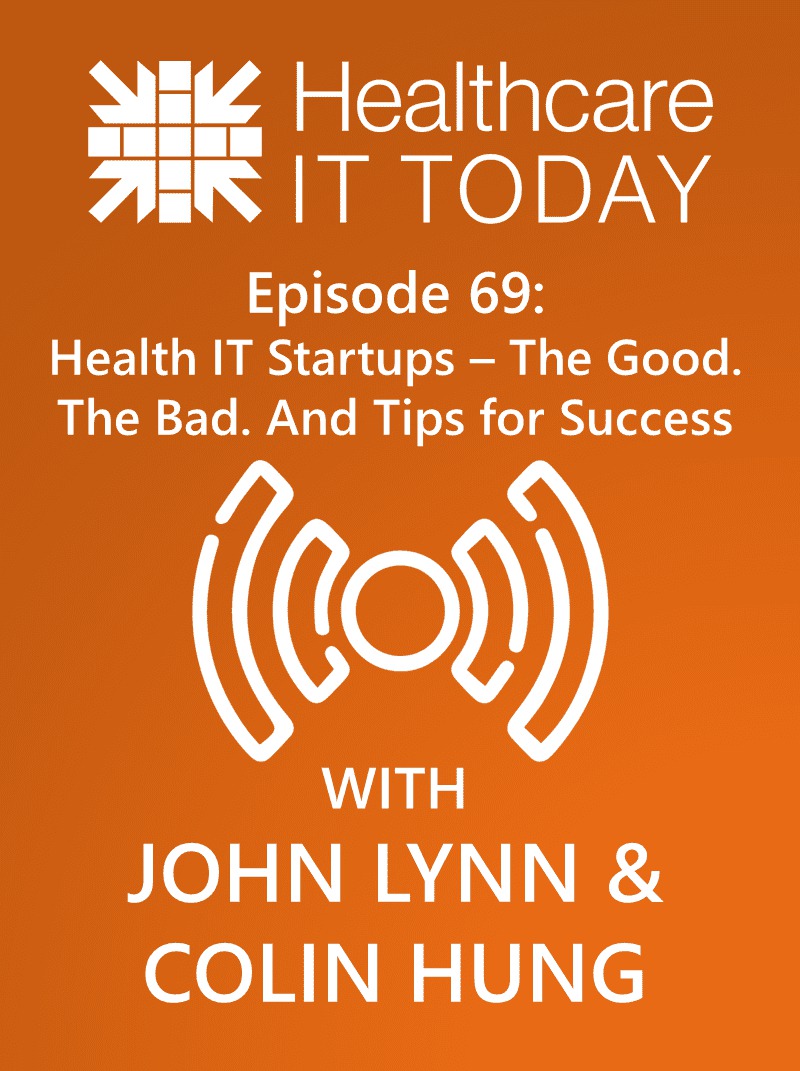 Healthcare
IT TODAY
Episode 69:
Health IT Startups – The Good.
The Bad. And Tips for Success
WITH
JOHN LYNN &
COLIN HUNG